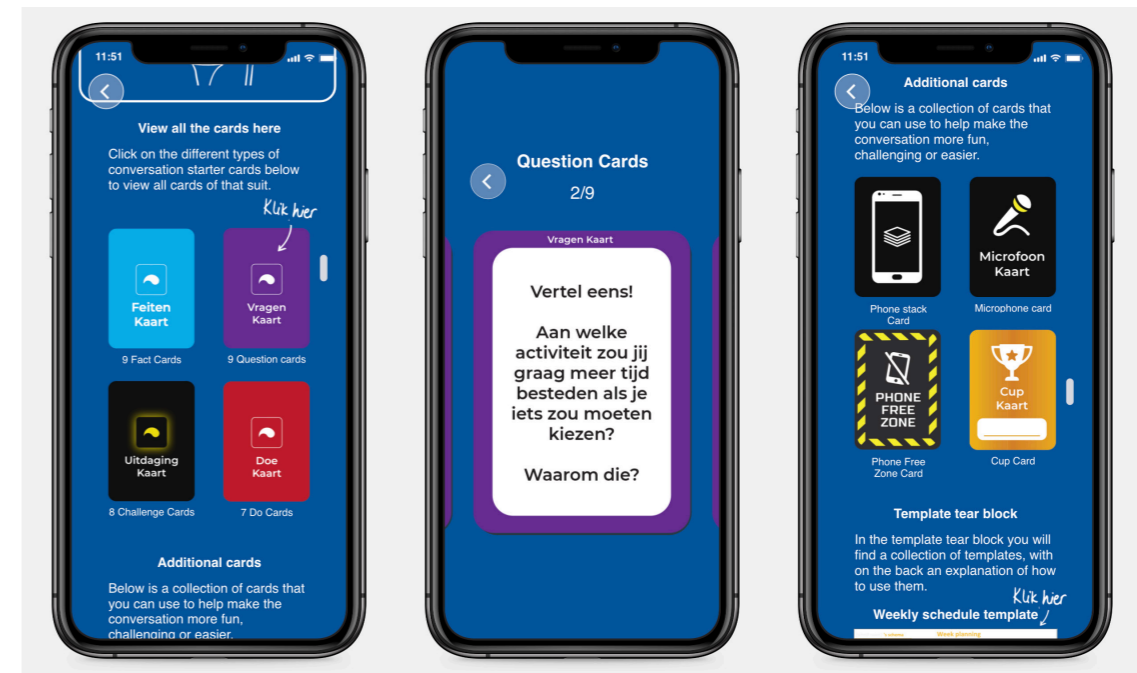 11:51
View all the cards here
Click on the different types of
conversation starter cards below
to view all cards of that suit.
Klik hier
Feiten
Kaart
Vragen
Kaart
9 Fact Cards
9 Question cards
Uitdaging
Kaart
Doe
Kaart
8 Challenge Cards
7 Do Cards
Additional cards
Below is a collection of cards that
you can use to help make the
conversation more fun,
challenging or easier.
Question Cards
2/9
Vragen Kaart
Vertel eens!
Aan welke
activiteit zou jij
graag meer tijd
besteden als je
iets zou moeten
kiezen?
Waarom die?
11:51
Additional cards
Below is a collection of cards that
you can use to help make the
conversation more fun,
challenging or easier.
Microfoon
Kaart
Phone stack
Card
Microphone card
PHONE
FREE
ZONE
Cup
Kaart
Phone Free
Zone Card
Cup Card
Template tear block
In the template tear block you will
find a collection of templates, with
on the back an explanation of how
to use them.
Klik hier
Weekly schedule template
Week planning